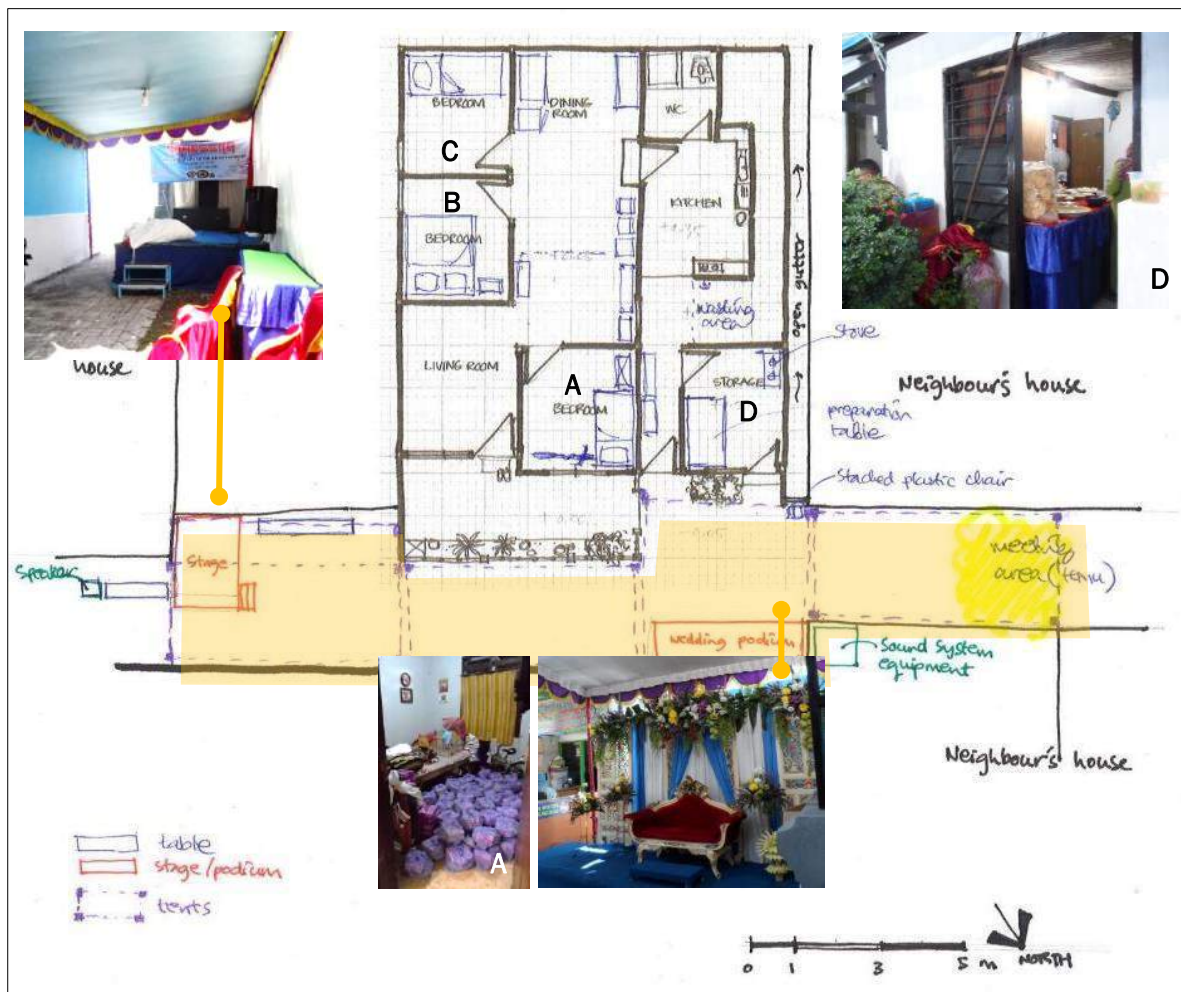 BEDROOM
C
DINING
ROOM
WC
B
BEDROOM
KITCHEN
washing
area
open gutter
D
house
LIVING ROOM
A
BEDROOM
STORAGE
D
stove
Neighbour's house
preparation
table
stacked plastic chair
Speaker
Stage
meeting
area (temu)
wedding podium
Sound System
equipment
Neighbour's house
A
table
stage/podium
tents
0 1 3 5 m
NORTH